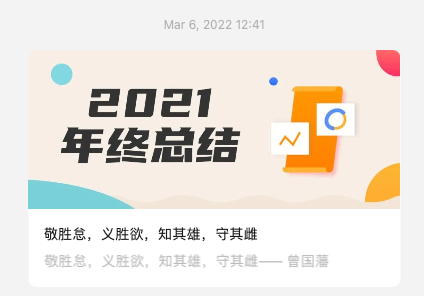 Mar 6, 2022 12:41
2021
年终总结
敬胜怠，义胜欲，知其雄，守其雌
敬胜怠，义胜欲，知其雄，守其雌—— 曾国藩